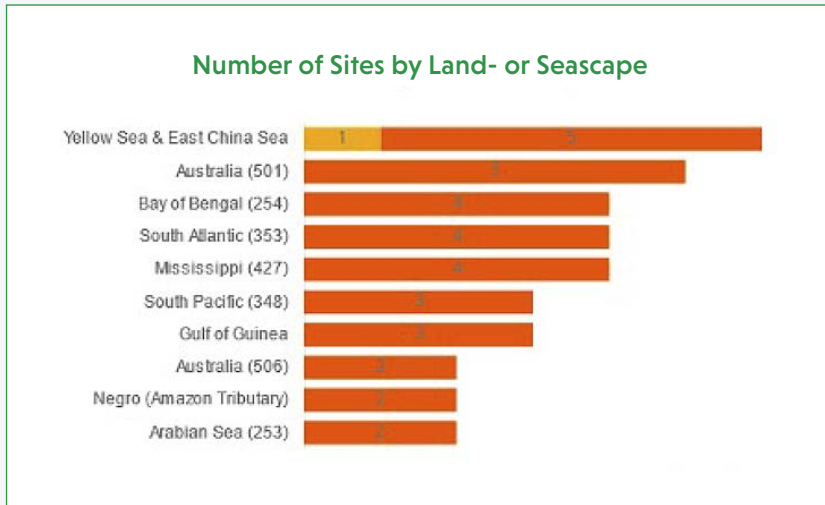 Number of Sites by Land- or Seascape
Yellow Sea & East China Sea 1 5
Australia (501) 5
Bay of Bengal (254) 4
South Atlantic (353) 4
Mississippi (427) 4
South Pacific (348) 3
Gulf of Guinea 3
Australia (506) 2
Negro (Amazon Tributary) 2
Arabian Sea (253) 2